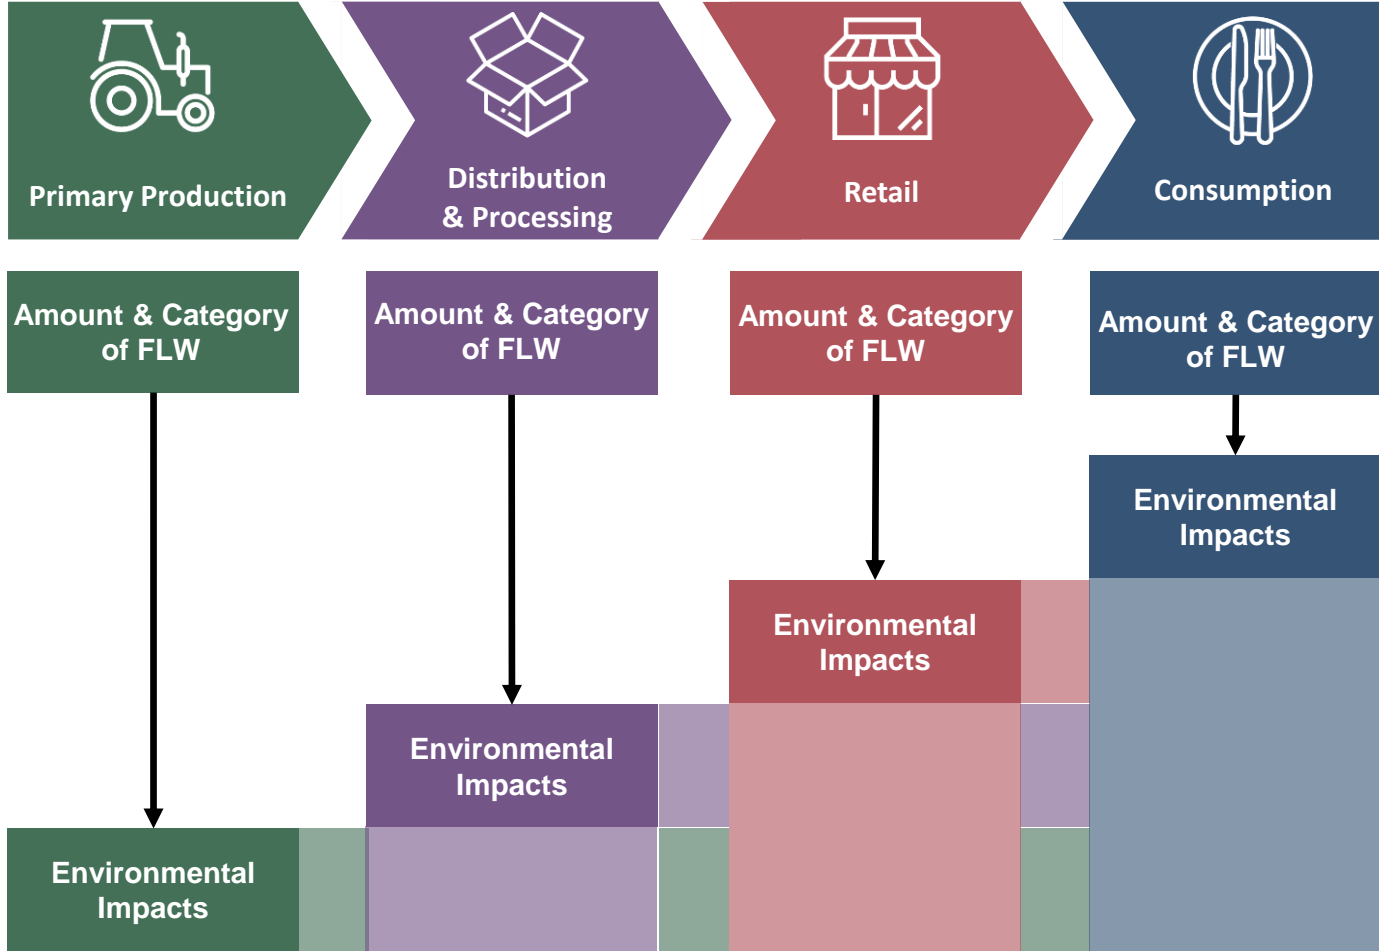 Primary Production
Distribution
& Processing
Retail
Consumption
Amount & Category
of FLW
Amount & Category
of FLW
Amount & Category
of FLW
Amount & Category
of FLW
Environmental
Impacts
Environmental
Impacts
Environmental
Impacts
Environmental
Impacts